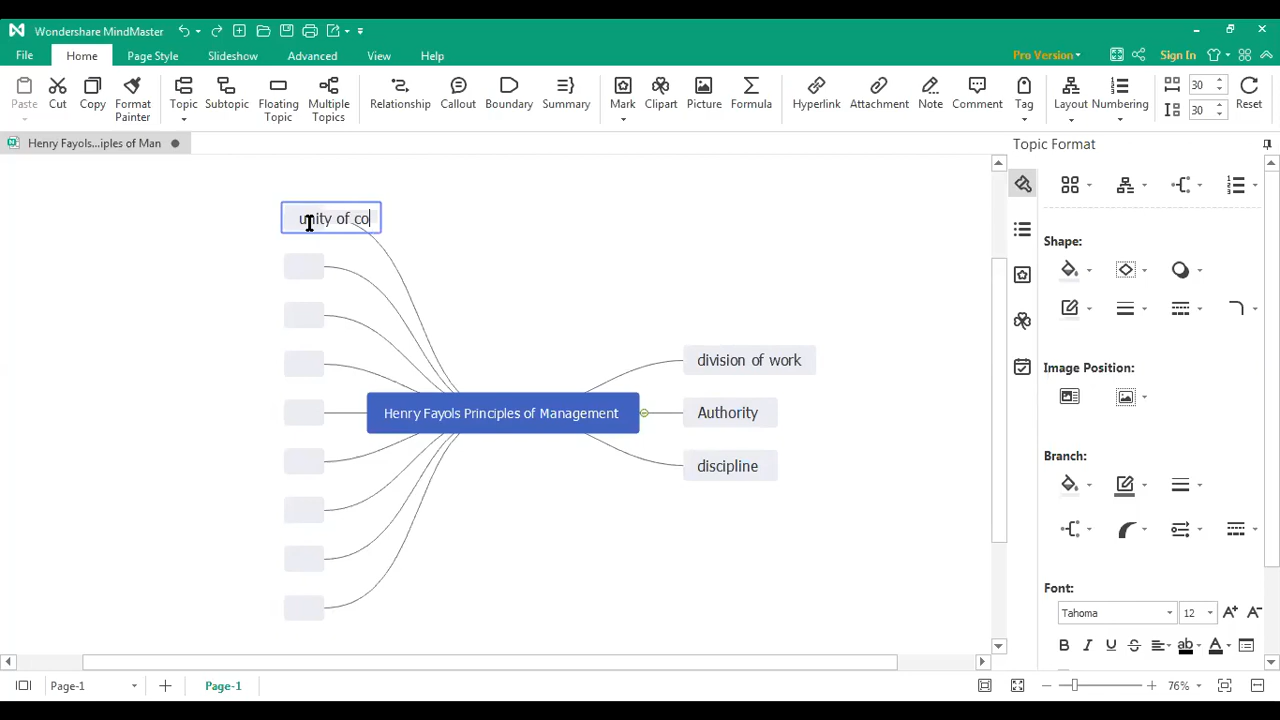 Wondershare MindMaster
File Home Page Style Slideshow Advanced View Help Pro Version Sign In
Paste Cut Copy Format Painter Topic Subtopic Floating Topic Multiple Topics Relationship Callout Boundary Summary Mark Clipart Picture Formula Hyperlink Attachment Note Comment Tag Layout Numbering 30 30 Reset
Henry Fayols...iples of Man
Topic Format
unity of co
Shape:
division of work
Image Position:
Henry Fayols Principles of Management
Authority
Branch:
discipline
Font:
Tahoma 12 A+ A-
B I U S ab A
Page-1 Page-1 76%